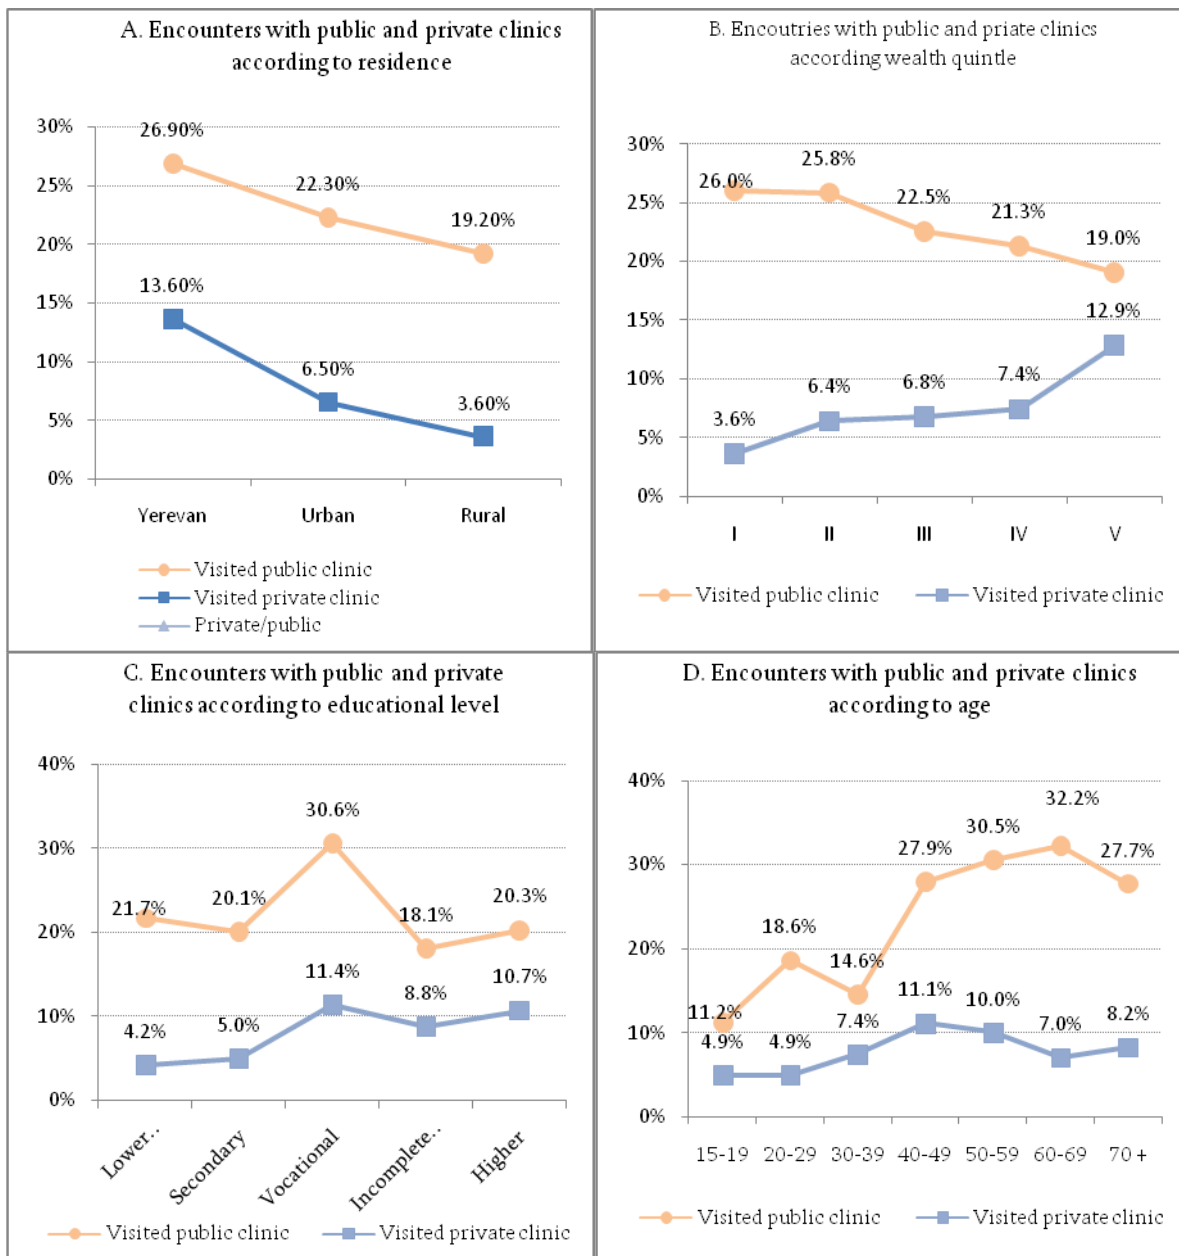 A. Encounters with public and private clinics
according to residence
30%
25%
20%
15%
10%
5%
0%
26.90%
22.30%
19.20%
13.60%
6.50%
3.60%
Yerevan Urban Rural
Visited public clinic
Visited private clinic
Private/public
B. Encoutries with public and priate clinics
according wealth quintle
30%
25%
20%
15%
10%
5%
0%
26.0%
25.8%
22.5%
21.3%
19.0%
3.6%
6.4%
6.8%
7.4%
12.9%
I II III IV V
Visited public clinic Visited private clinic
C. Encounters with public and private
clinics according to educational level
40%
30%
20%
10%
0%
21.7%
20.1%
30.6%
18.1%
20.3%
4.2%
5.0%
11.4%
8.8%
10.7%
Lower..
Secondary
Vocational
Incomplete..
Higher
Visited public clinic Visited private clinic
D. Encounters with public and private clinics
according to age
40%
30%
20%
10%
0%
11.2%
18.6%
14.6%
27.9%
30.5%
32.2%
27.7%
4.9%
4.9%
7.4%
11.1%
10.0%
7.0%
8.2%
15-19 20-29 30-39 40-49 50-59 60-69 70 +
Visited public clinic Visited private clinic